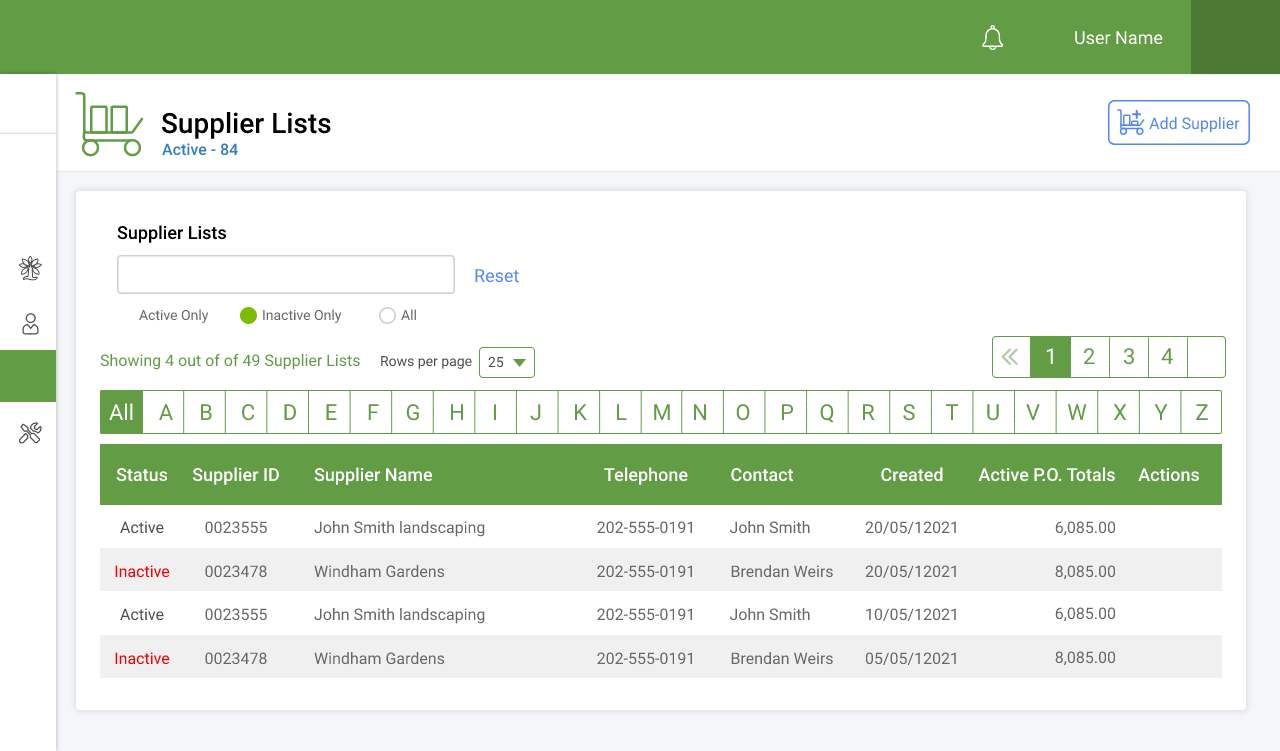 User Name
Supplier Lists
Active - 84
Add Supplier
Supplier Lists
Reset
Active Only Inactive Only All
Showing 4 out of of 49 Supplier Lists Rows per page 25
« 1 2 3 4
All A B C D E F G H I J K L M N O P Q R S T U V W X Y Z
Status Supplier ID Supplier Name Telephone Contact Created Active P.O. Totals Actions
Active 0023555 John Smith landscaping 202-555-0191 John Smith 20/05/12021 6,085.00
Inactive 0023478 Windham Gardens 202-555-0191 Brendan Weirs 20/05/12021 8,085.00
Active 0023555 John Smith landscaping 202-555-0191 John Smith 10/05/12021 6,085.00
Inactive 0023478 Windham Gardens 202-555-0191 Brendan Weirs 05/05/12021 8,085.00